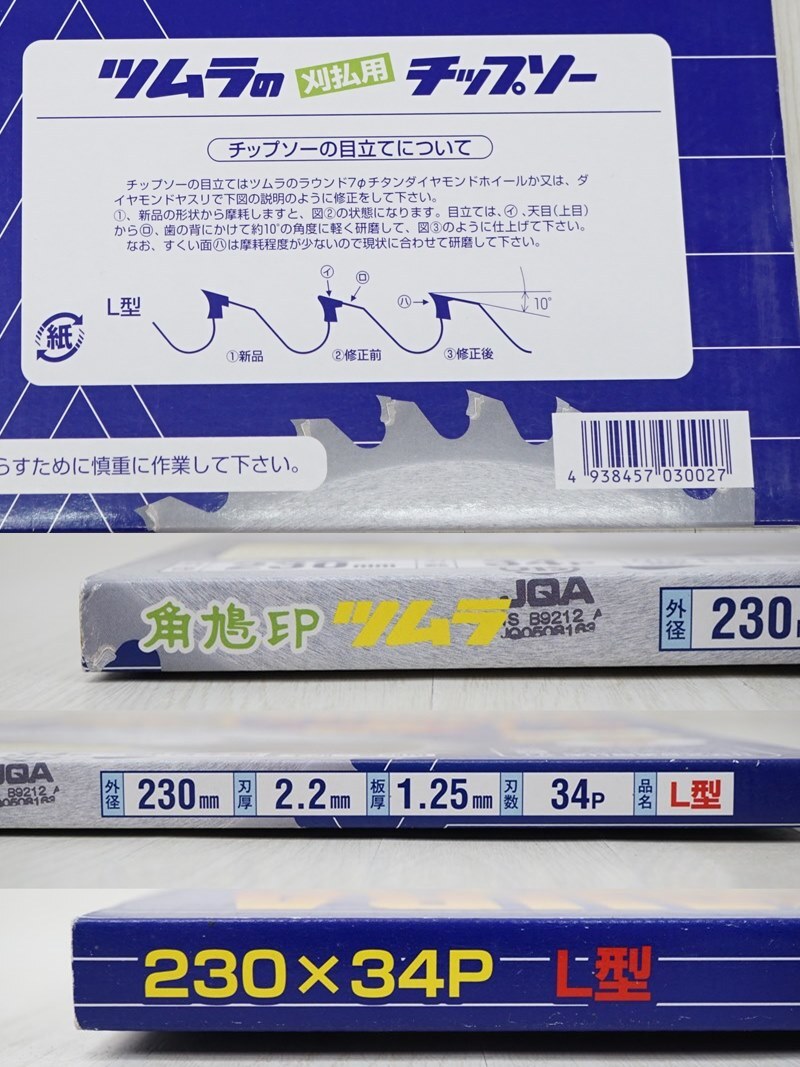 ツムラの 刈払用 チップソー
チップソーの目立てについて
チップソーの目立てはツムラのラウンド7φチタンダイヤモンドホイールか又は、ダ
イヤモンドヤスリで下図の説明のように修正をして下さい。
①、新品の形状から摩耗しますと、図②の状態になります。目立ては、㋑、天目(上目)
から㋺、歯の背にかけて約10°の角度に軽く研磨して、図③のように仕上げて下さい。
なお、すくい面㋩は摩耗程度が少ないので現状に合わせて研磨して下さい。
L型
㋑
㋺
㋩
10°
①新品
②修正前
③修正後
紙
らすために慎重に作業して下さい。
4 938457 030027
角鳩印 ツムラ
JQA
S B9212 A
JQ0508163
外径 230
JQA
B9212 A
外径 230mm 刃厚 2.2mm 板厚 1.25mm 刃数 34P 品名 L型
230×34P L型